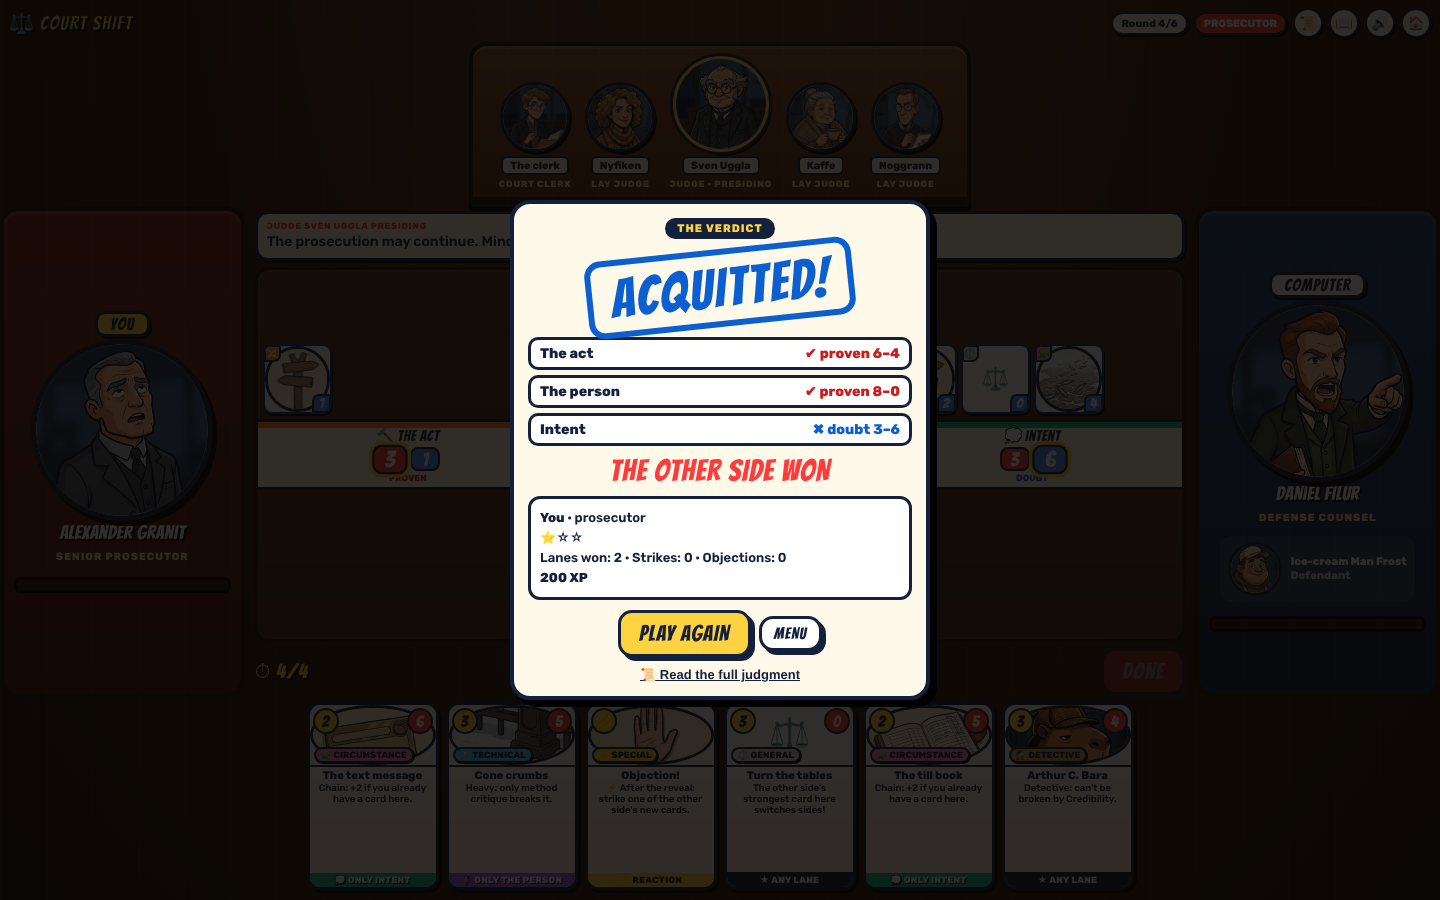 COURT SHIFT
Round 4/6
PROSECUTOR
The clerk
COURT CLERK
Nyfiken
LAY JUDGE
Sven Uggla
JUDGE · PRESIDING
Kaffe
LAY JUDGE
Noggrann
LAY JUDGE
JUDGE SVEN UGGLA PRESIDING
The prosecution may continue. Mind
YOU
ALEXANDER GRANIT
SENIOR PROSECUTOR
1
THE ACT
3 1
PROVEN
THE VERDICT
ACQUITTED!
The act ✔ proven 6–4
The person ✔ proven 8–0
Intent ✖ doubt 3–6
THE OTHER SIDE WON
You · prosecutor
⭐☆☆
Lanes won: 2 · Strikes: 0 · Objections: 0
200 XP
PLAY AGAIN
MENU
📜 Read the full judgment
2 0 4
INTENT
3 6
DOUBT
COMPUTER
DANIEL FILUR
DEFENSE COUNSEL
Ice-cream Man Frost
Defendant
4/4
DONE
2 6
CIRCUMSTANCE
The text message
Chain: +2 if you already
have a card here.
ONLY INTENT
3 5
TECHNICAL
Cone crumbs
Heavy: only method
critique breaks it.
ONLY THE PERSON
SPECIAL
Objection!
⚡ After the reveal:
strike one of the other
side's new cards.
REACTION
3 0
GENERAL
Turn the tables
The other side's
strongest card here
switches sides!
★ ANY LANE
2 5
CIRCUMSTANCE
The till book
Chain: +2 if you already
have a card here.
ONLY INTENT
3 4
DETECTIVE
Arthur C. Bara
Detective: can't be
broken by Credibility.
★ ANY LANE